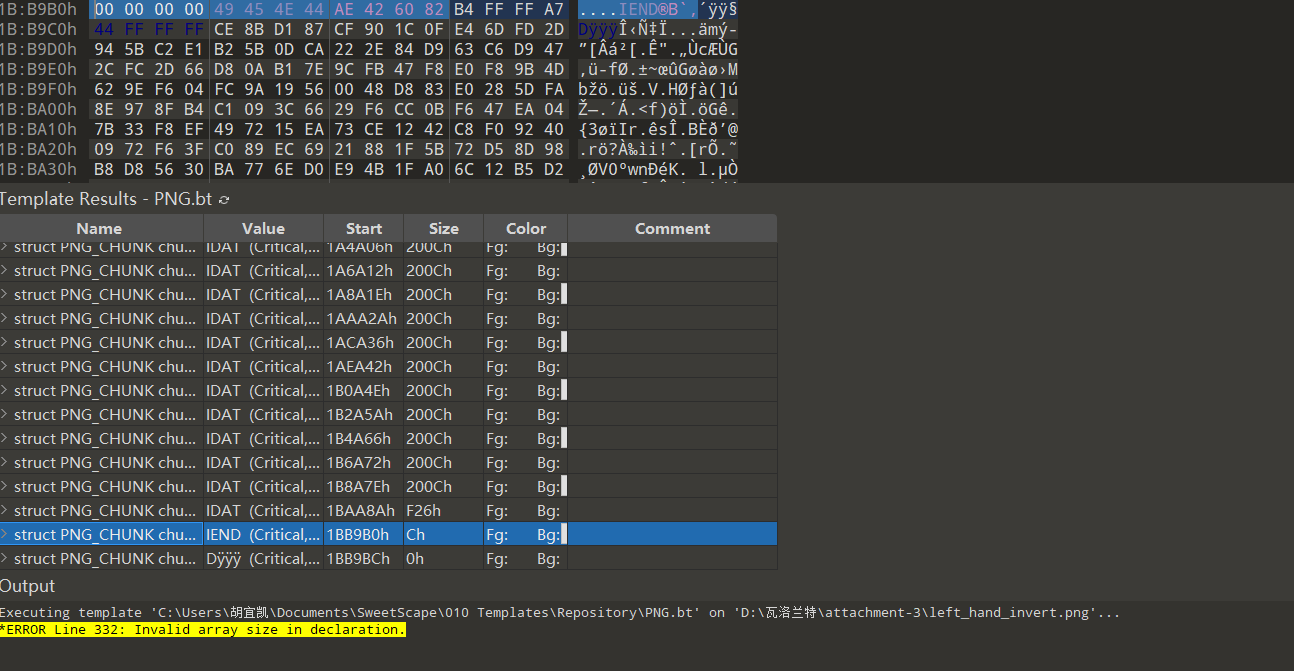 1B:B9B0h 00 00 00 00 49 45 4E 44 AE 42 60 82 B4 FF FF A7 ....IEND®B`‚´ÿÿ§
1B:B9C0h 44 FF FF FF CE 8B D1 87 CF 90 1C 0F E4 6D FD 2D DÿÿÿÎ‹Ñ‡Ï...ämý-
1B:B9D0h 94 5B C2 E1 B2 5B 0D CA 22 2E 84 D9 63 C6 D9 47 ”[Âá²[.Ê".„ÙcÆÙG
1B:B9E0h 2C FC 2D 66 D8 0A B1 7E 9C FB 47 F8 E0 F8 9B 4D ,ü-fØ.±~œûGøàø›M
1B:B9F0h 62 9E F6 04 FC 9A 19 56 00 48 D8 83 E0 28 5D FA bžö.üš.V.HØƒà(]ú
1B:BA00h 8E 97 8F B4 C1 09 3C 66 29 F6 CC 0B F6 47 EA 04 Ž—.´Á.<f)öÌ.öGê.
1B:BA10h 7B 33 F8 EF 49 72 15 EA 73 CE 12 42 C8 F0 92 40 {3øïIr.êsÎ.BÈð’@
1B:BA20h 09 72 F6 3F C0 89 EC 69 21 88 1F 5B 72 D5 8D 98 .rö?À‰ìi!ˆ.[rÕ.˜
1B:BA30h B8 D8 56 30 BA 77 6E D0 E9 4B 1F A0 6C 12 B5 D2 ¸ØV0ºwnÐéK. l.µÒ
Template Results - PNG.bt
Name Value Start Size Color Comment
struct PNG_CHUNK chu... IDAT (Critical,... 1A4A06h 200Ch Fg: Bg:
struct PNG_CHUNK chu... IDAT (Critical,... 1A6A12h 200Ch Fg: Bg:
struct PNG_CHUNK chu... IDAT (Critical,... 1A8A1Eh 200Ch Fg: Bg:
struct PNG_CHUNK chu... IDAT (Critical,... 1AAA2Ah 200Ch Fg: Bg:
struct PNG_CHUNK chu... IDAT (Critical,... 1ACA36h 200Ch Fg: Bg:
struct PNG_CHUNK chu... IDAT (Critical,... 1AEA42h 200Ch Fg: Bg:
struct PNG_CHUNK chu... IDAT (Critical,... 1B0A4Eh 200Ch Fg: Bg:
struct PNG_CHUNK chu... IDAT (Critical,... 1B2A5Ah 200Ch Fg: Bg:
struct PNG_CHUNK chu... IDAT (Critical,... 1B4A66h 200Ch Fg: Bg:
struct PNG_CHUNK chu... IDAT (Critical,... 1B6A72h 200Ch Fg: Bg:
struct PNG_CHUNK chu... IDAT (Critical,... 1B8A7Eh 200Ch Fg: Bg:
struct PNG_CHUNK chu... IDAT (Critical,... 1BAA8Ah F26h Fg: Bg:
struct PNG_CHUNK chu... IEND (Critical,... 1BB9B0h Ch Fg: Bg:
struct PNG_CHUNK chu... Dÿÿÿ (Critical,... 1BB9BCh 0h Fg: Bg:
Output
Executing template 'C:\Users\胡宜凯\Documents\SweetScape\010 Templates\Repository\PNG.bt' on 'D:\瓦洛兰特\attachment-3\left_hand_invert.png'...
*ERROR Line 332: Invalid array size in declaration.